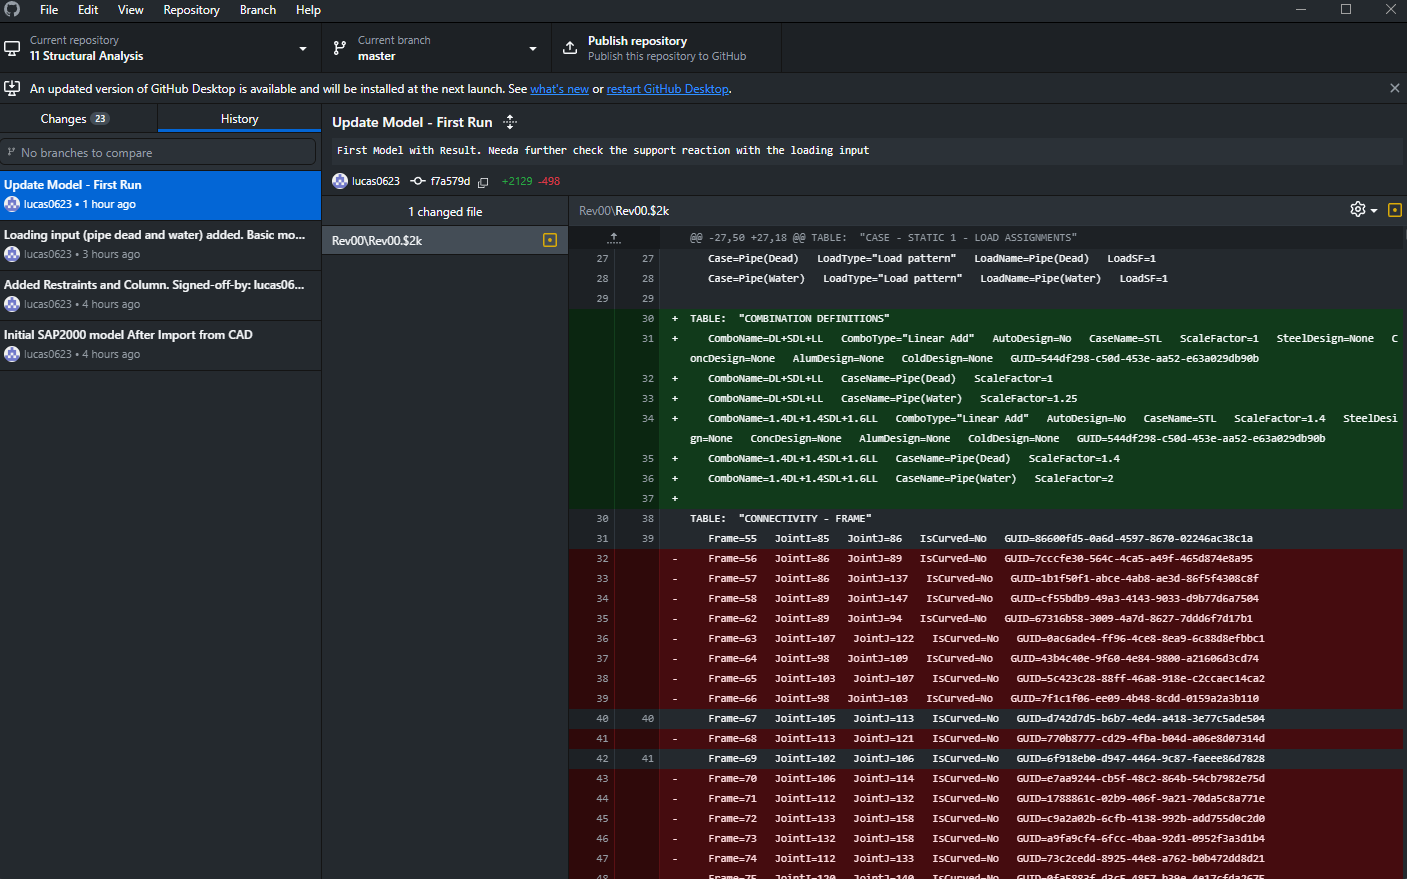 File Edit View Repository Branch Help
Current repository
11 Structural Analysis
Current branch
master
Publish repository
Publish this repository to GitHub
An updated version of GitHub Desktop is available and will be installed at the next launch. See what's new or restart GitHub Desktop.
Changes 23
History
No branches to compare
Update Model - First Run
lucas0623 • 1 hour ago
Loading input (pipe dead and water) added. Basic mo...
lucas0623 • 3 hours ago
Added Restraints and Column. Signed-off-by: lucas06...
lucas0623 • 4 hours ago
Initial SAP2000 model After Import from CAD
lucas0623 • 4 hours ago
Update Model - First Run
First Model with Result. Needa further check the support reaction with the loading input
lucas0623 f7a579d +2129 -498
1 changed file
Rev00\Rev00.$2k
Rev00\Rev00.$2k
@@ -27,50 +27,18 @@ TABLE: "CASE - STATIC 1 - LOAD ASSIGNMENTS"
27 27 Case=Pipe(Dead) LoadType="Load pattern" LoadName=Pipe(Dead) LoadSF=1
28 28 Case=Pipe(Water) LoadType="Load pattern" LoadName=Pipe(Water) LoadSF=1
29 29
30 + TABLE: "COMBINATION DEFINITIONS"
31 + ComboName=DL+SDL+LL ComboType="Linear Add" AutoDesign=No CaseName=STL ScaleFactor=1 SteelDesign=None C
oncDesign=None AlumDesign=None ColdDesign=None GUID=544df298-c50d-453e-aa52-e63a029db90b
32 + ComboName=DL+SDL+LL CaseName=Pipe(Dead) ScaleFactor=1
33 + ComboName=DL+SDL+LL CaseName=Pipe(Water) ScaleFactor=1.25
34 + ComboName=1.4DL+1.4SDL+1.6LL ComboType="Linear Add" AutoDesign=No CaseName=STL ScaleFactor=1.4 SteelDesi
gn=None ConcDesign=None AlumDesign=None ColdDesign=None GUID=544df298-c50d-453e-aa52-e63a029db90b
35 + ComboName=1.4DL+1.4SDL+1.6LL CaseName=Pipe(Dead) ScaleFactor=1.4
36 + ComboName=1.4DL+1.4SDL+1.6LL CaseName=Pipe(Water) ScaleFactor=2
37 +
30 38 TABLE: "CONNECTIVITY - FRAME"
31 39 Frame=55 JointI=85 JointJ=86 IsCurved=No GUID=86600fd5-0a6d-4597-8670-02246ac38c1a
32 - Frame=56 JointI=86 JointJ=89 IsCurved=No GUID=7cccfe30-564c-4ca5-a49f-465d874e8a95
33 - Frame=57 JointI=86 JointJ=137 IsCurved=No GUID=1b1f50f1-abce-4ab8-ae3d-86f5f4308c8f
34 - Frame=58 JointI=89 JointJ=147 IsCurved=No GUID=cf55bdb9-49a3-4143-9033-d9b77d6a7504
35 - Frame=62 JointI=89 JointJ=94 IsCurved=No GUID=67316b58-3009-4a7d-8627-7ddd6f7d17b1
36 - Frame=63 JointI=107 JointJ=122 IsCurved=No GUID=0ac6ade4-ff96-4ce8-8ea9-6c88d8efbbc1
37 - Frame=64 JointI=98 JointJ=109 IsCurved=No GUID=43b4c40e-9f60-4e84-9800-a21606d3cd74
38 - Frame=65 JointI=103 JointJ=107 IsCurved=No GUID=5c423c28-88ff-46a8-918e-c2ccaec14ca2
39 - Frame=66 JointI=98 JointJ=103 IsCurved=No GUID=7f1c1f06-ee09-4b48-8cdd-0159a2a3b110
40 40 Frame=67 JointI=105 JointJ=113 IsCurved=No GUID=d742d7d5-b6b7-4ed4-a418-3e77c5ade504
41 - Frame=68 JointI=113 JointJ=121 IsCurved=No GUID=770b8777-cd29-4fba-b04d-a06e8d07314d
42 41 Frame=69 JointI=102 JointJ=106 IsCurved=No GUID=6f918eb0-d947-4464-9c87-faeee86d7828
43 - Frame=70 JointI=106 JointJ=114 IsCurved=No GUID=e7aa9244-cb5f-48c2-864b-54cb7982e75d
44 - Frame=71 JointI=112 JointJ=132 IsCurved=No GUID=1788861c-02b9-406f-9a21-70da5c8a771e
45 - Frame=72 JointI=133 JointJ=158 IsCurved=No GUID=c9a2a02b-6cfb-4138-992b-add755d0c2d0
46 - Frame=73 JointI=132 JointJ=158 IsCurved=No GUID=a9fa9cf4-6fcc-4baa-92d1-0952f3a3d1b4
47 - Frame=74 JointI=112 JointJ=133 IsCurved=No GUID=73c2cedd-8925-44e8-a762-b0b472dd8d21
48 - Frame=75 JointI=120 JointJ=140 IsCurved=No